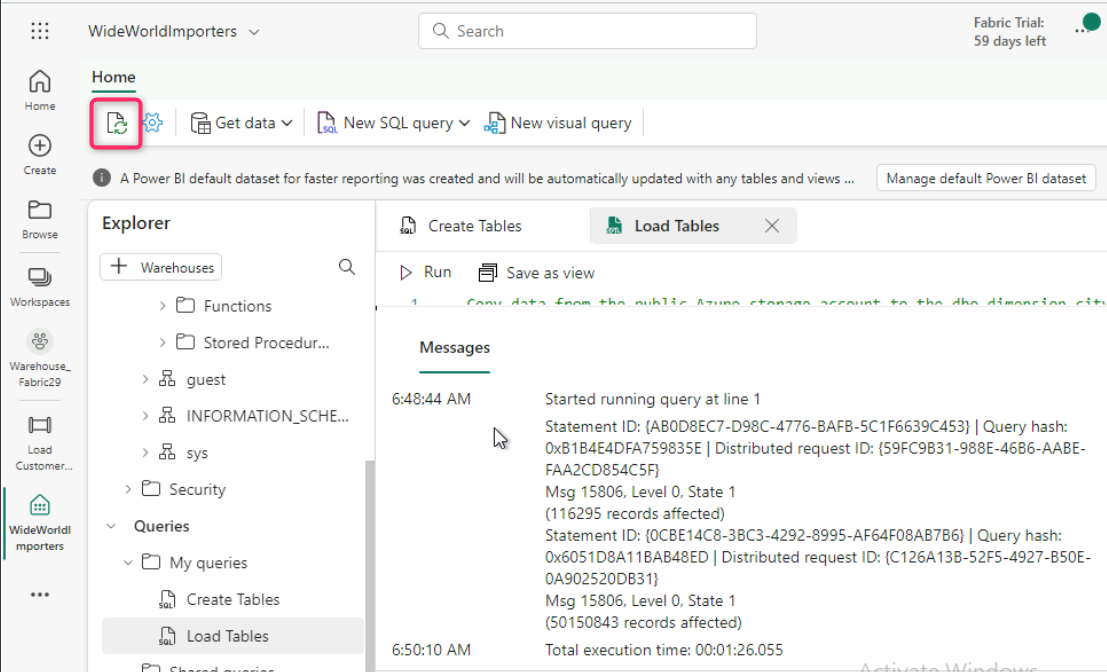 WideWorldImporters
Search
Fabric Trial:
59 days left
Home
Home
Get data
SQL
New SQL query
New visual query
Create
A Power BI default dataset for faster reporting was created and will be automatically updated with any tables and views ...
Manage default Power BI dataset
Browse
Explorer
Create Tables
Load Tables
Warehouses
Run
Save as view
Workspaces
1
Copy data from the public Azure storage account to the dbo.dimension_city
Functions
Stored Procedur...
Warehouse_
Fabric29
guest
INFORMATION_SCHE...
sys
Load
Customer...
Security
Queries
WideWorldI
mporters
My queries
SQL
Create Tables
SQL
Load Tables
Shared queries
Messages
6:48:44 AM
Started running query at line 1
Statement ID: {AB0D8EC7-D98C-4776-BAFB-5C1F6639C453} | Query hash:
0xB1B4E4DFA759835E | Distributed request ID: {59FC9B31-988E-46B6-AABE-
FAA2CD854C5F}
Msg 15806, Level 0, State 1
(116295 records affected)
Statement ID: {0CBE14C8-3BC3-4292-8995-AF64F08AB7B6} | Query hash:
0x6051D8A11BAB48ED | Distributed request ID: {C126A13B-52F5-4927-B50E-
0A902520DB31}
Msg 15806, Level 0, State 1
(50150843 records affected)
6:50:10 AM
Total execution time: 00:01:26.055
Activate Windows